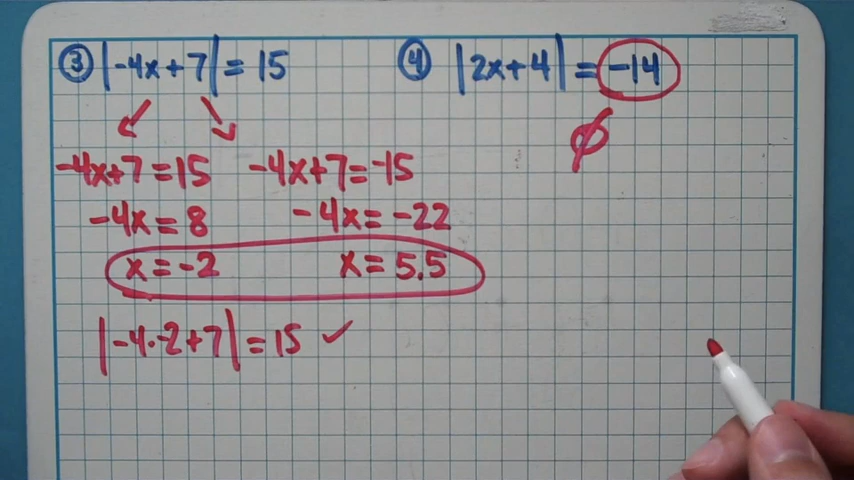 ③ |-4x+7| = 15
-4x+7=15 -4x+7=-15
-4x=8 -4x=-22
x=-2 x=5.5
|-4·-2+7| = 15 ✓
④ |2x+4| = -14
∅